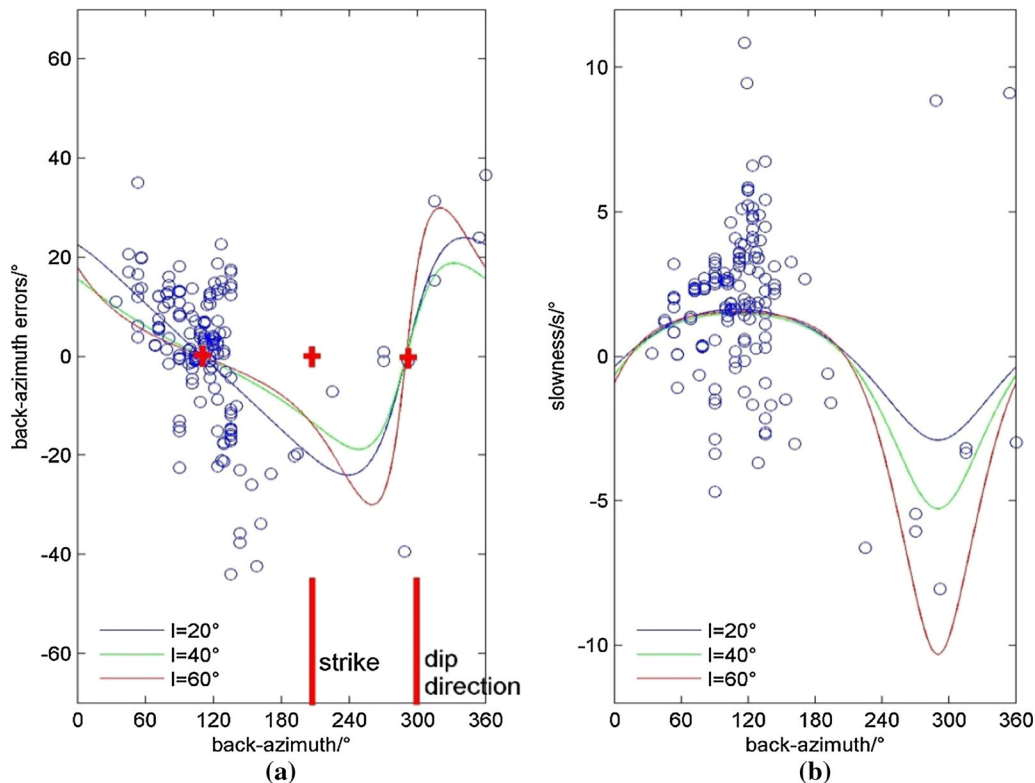 60
40
20
0
-20
-40
-60
back-azimuth errors/°
I=20°
I=40°
I=60°
strike
dip
direction
0
60
120
180
240
300
360
back-azimuth/°
(a)
10
5
0
-5
-10
slowness/s/°
I=20°
I=40°
I=60°
0
60
120
180
240
300
360
back-azimuth/°
(b)